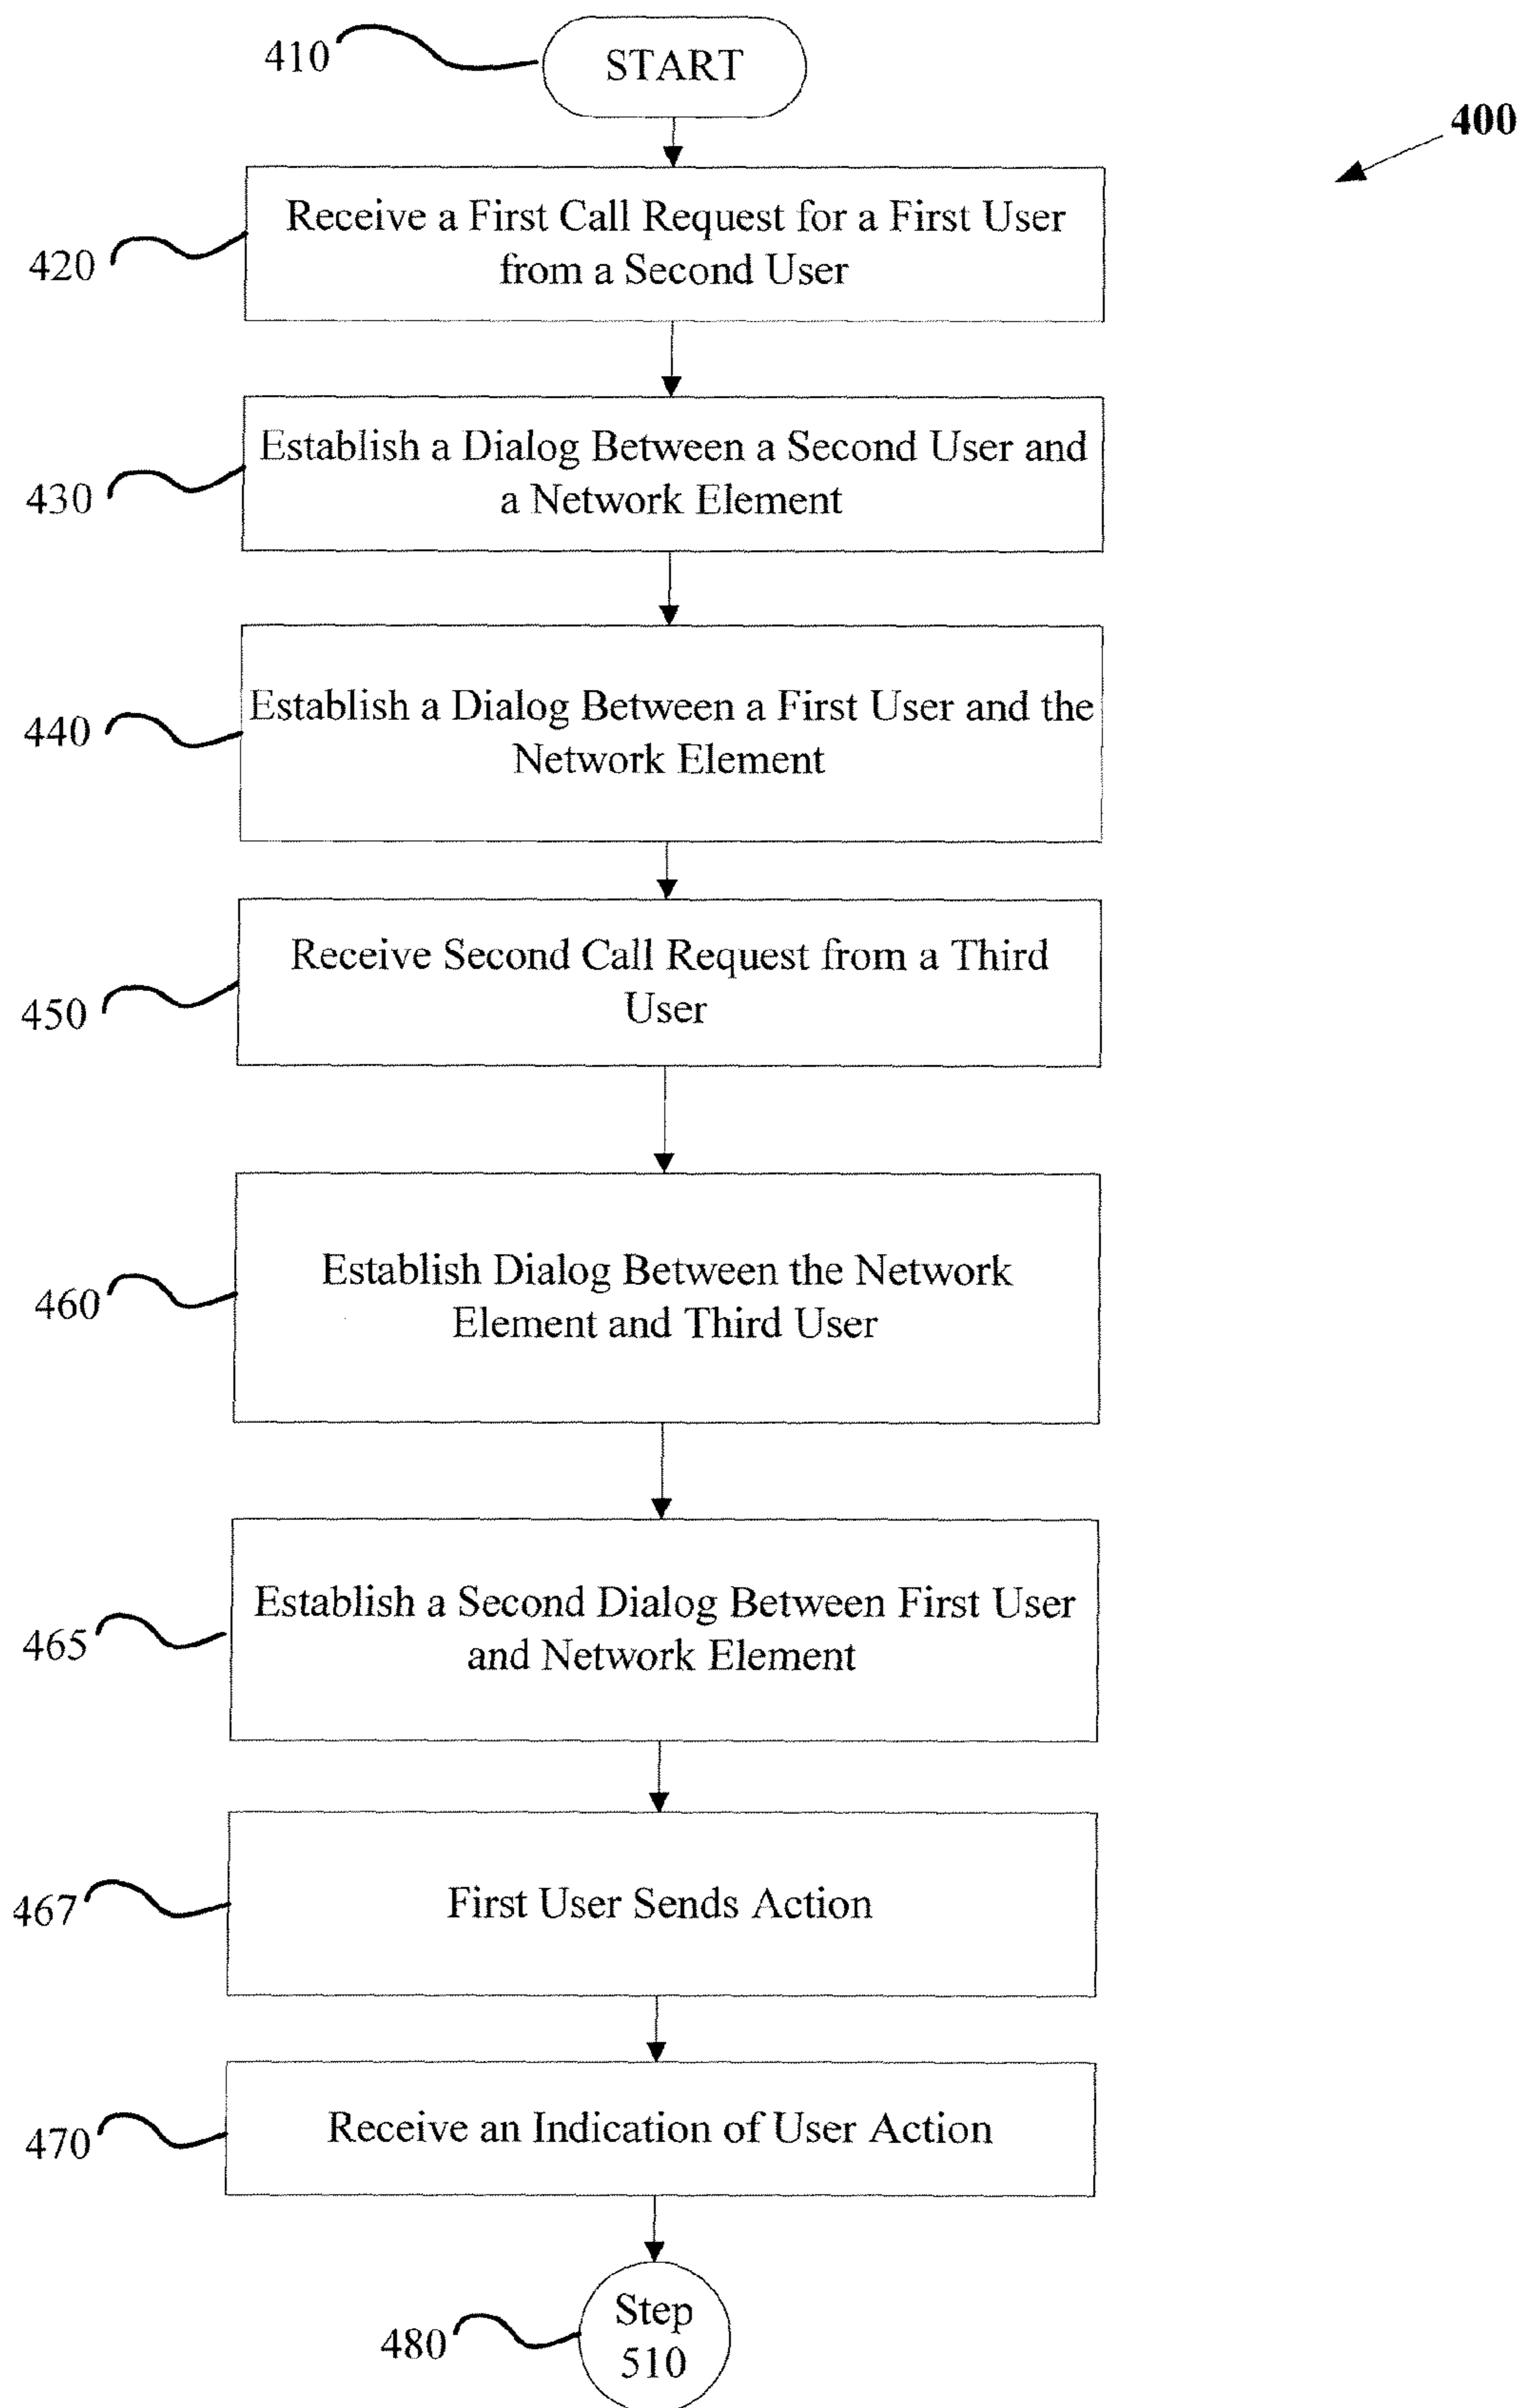 410
START
400
Receive a First Call Request for a First User
from a Second User
420
Establish a Dialog Between a Second User and
a Network Element
430
Establish a Dialog Between a First User and the
Network Element
440
Receive Second Call Request from a Third
User
450
Establish Dialog Between the Network
Element and Third User
460
Establish a Second Dialog Between First User
and Network Element
465
First User Sends Action
467
Receive an Indication of User Action
470
Step
510
480